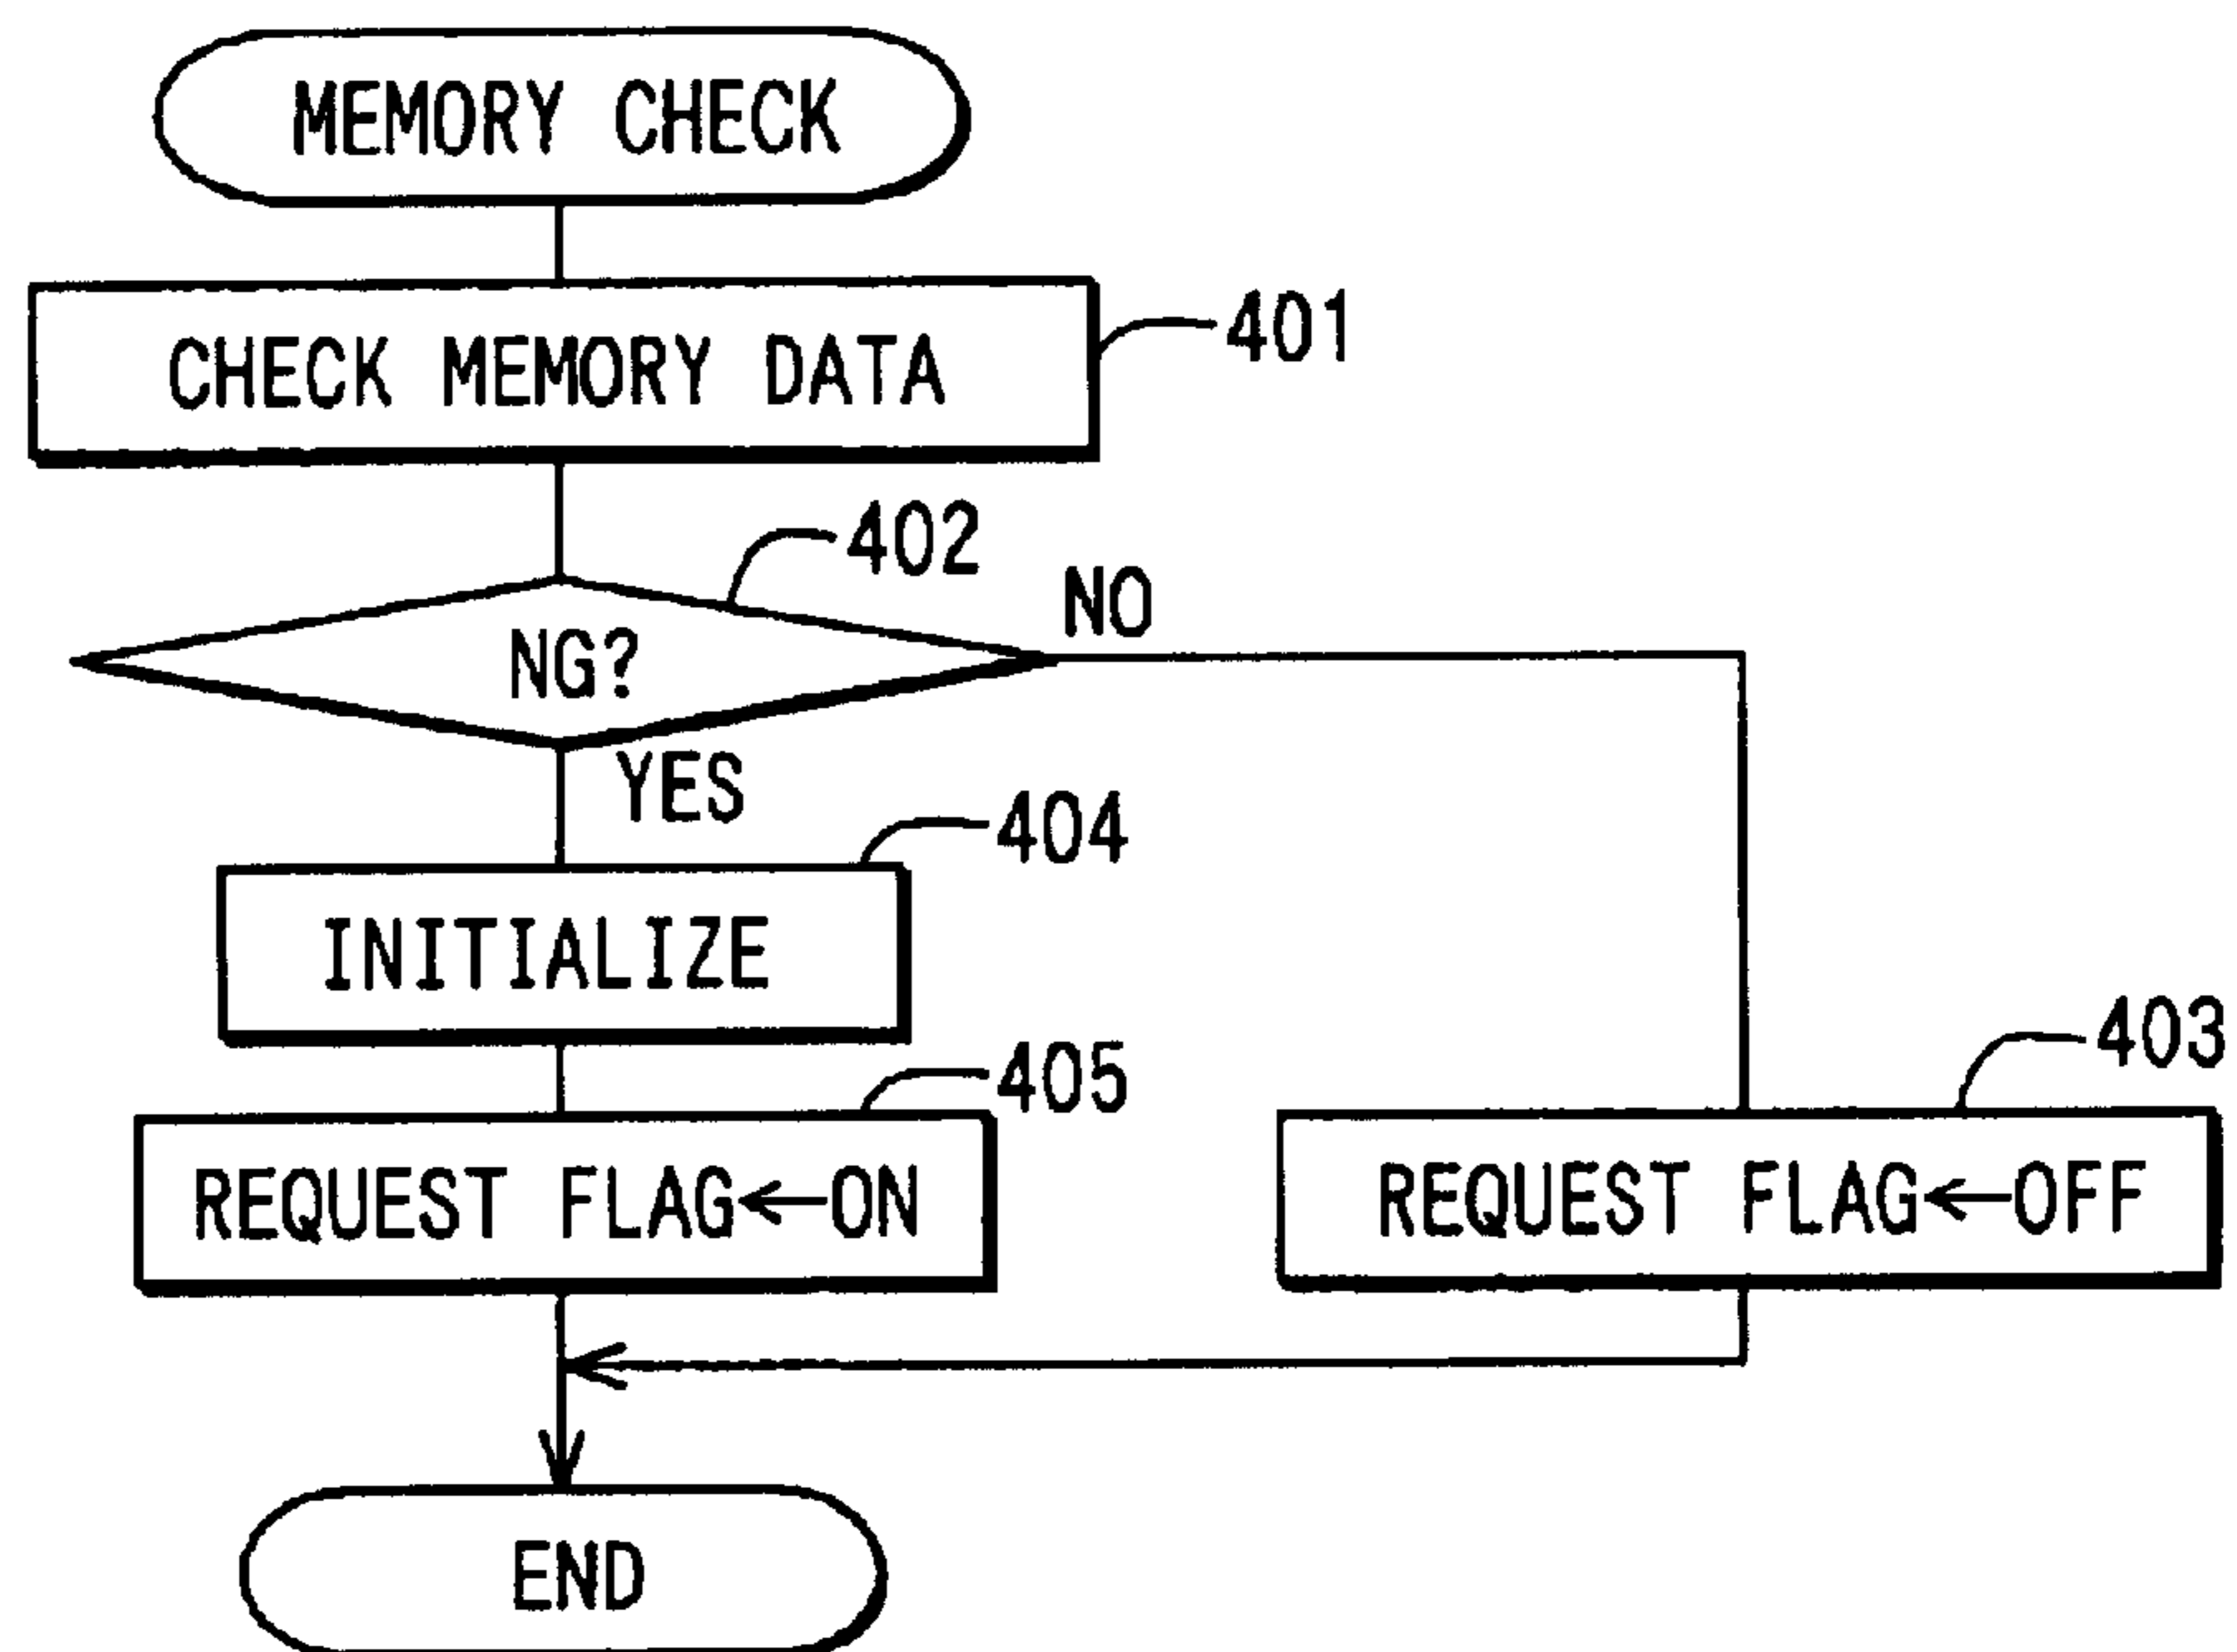 MEMORY CHECK
CHECK MEMORY DATA
401
402
NG?
NO
YES
404
INITIALIZE
405
REQUEST FLAG←ON
403
REQUEST FLAG←OFF
END